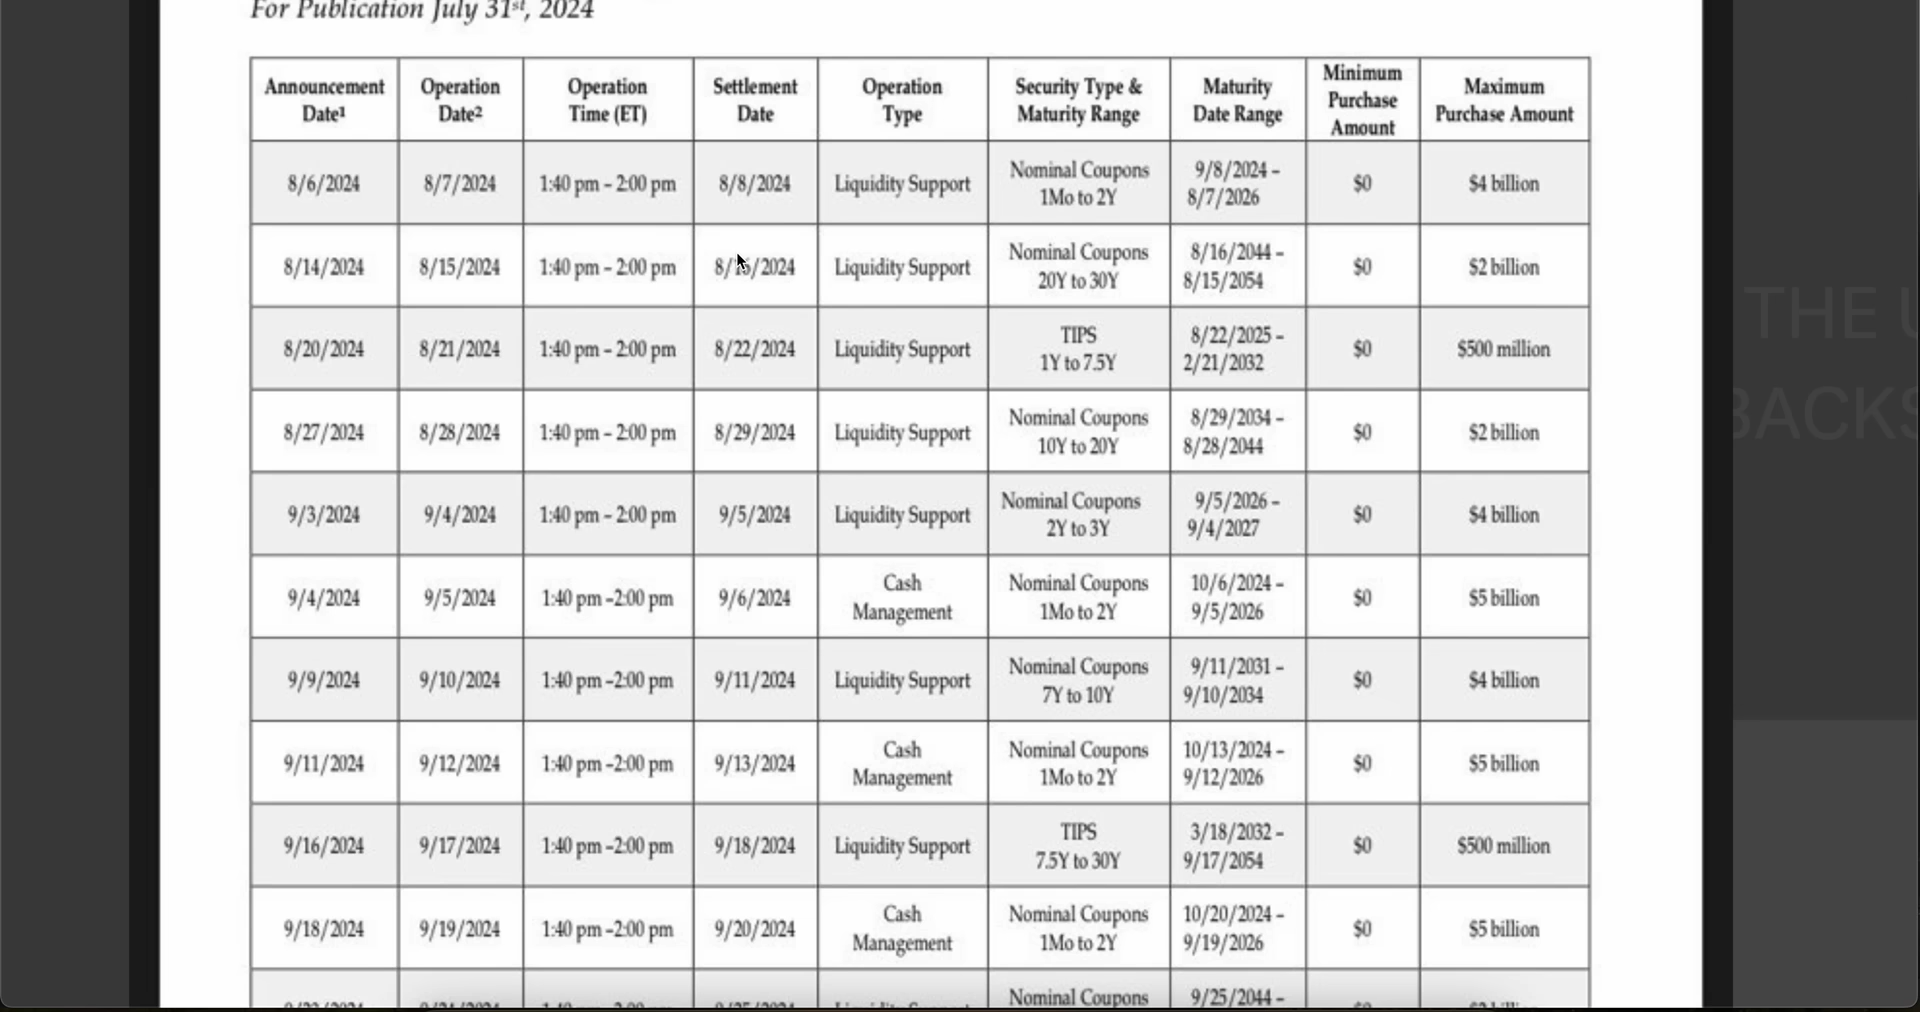 For Publication July 31st, 2024
Announcement Date¹ Operation Date² Operation Time (ET) Settlement Date Operation Type Security Type & Maturity Range Maturity Date Range Minimum Purchase Amount Maximum Purchase Amount
8/6/2024 8/7/2024 1:40 pm – 2:00 pm 8/8/2024 Liquidity Support Nominal Coupons 1Mo to 2Y 9/8/2024 – 8/7/2026 $0 $4 billion
8/14/2024 8/15/2024 1:40 pm – 2:00 pm Liquidity Support Nominal Coupons 20Y to 30Y 8/16/2044 – 8/15/2054 $0 $2 billion
8/20/2024 8/21/2024 1:40 pm – 2:00 pm 8/22/2024 Liquidity Support TIPS 1Y to 7.5Y 8/22/2025 – 2/21/2032 $0 $500 million
8/27/2024 8/28/2024 1:40 pm – 2:00 pm 8/29/2024 Liquidity Support Nominal Coupons 10Y to 20Y 8/29/2034 – 8/28/2044 $0 $2 billion
9/3/2024 9/4/2024 1:40 pm – 2:00 pm 9/5/2024 Liquidity Support Nominal Coupons 2Y to 3Y 9/5/2026 – 9/4/2027 $0 $4 billion
9/4/2024 9/5/2024 1:40 pm –2:00 pm 9/6/2024 Cash Management Nominal Coupons 1Mo to 2Y 10/6/2024 – 9/5/2026 $0 $5 billion
9/9/2024 9/10/2024 1:40 pm –2:00 pm 9/11/2024 Liquidity Support Nominal Coupons 7Y to 10Y 9/11/2031 – 9/10/2034 $0 $4 billion
9/11/2024 9/12/2024 1:40 pm –2:00 pm 9/13/2024 Cash Management Nominal Coupons 1Mo to 2Y 10/13/2024 – 9/12/2026 $0 $5 billion
9/16/2024 9/17/2024 1:40 pm –2:00 pm 9/18/2024 Liquidity Support TIPS 7.5Y to 30Y 3/18/2032 – 9/17/2054 $0 $500 million
9/18/2024 9/19/2024 1:40 pm –2:00 pm 9/20/2024 Cash Management Nominal Coupons 1Mo to 2Y 10/20/2024 – 9/19/2026 $0 $5 billion
Nominal Coupons 9/25/2044 –
THE